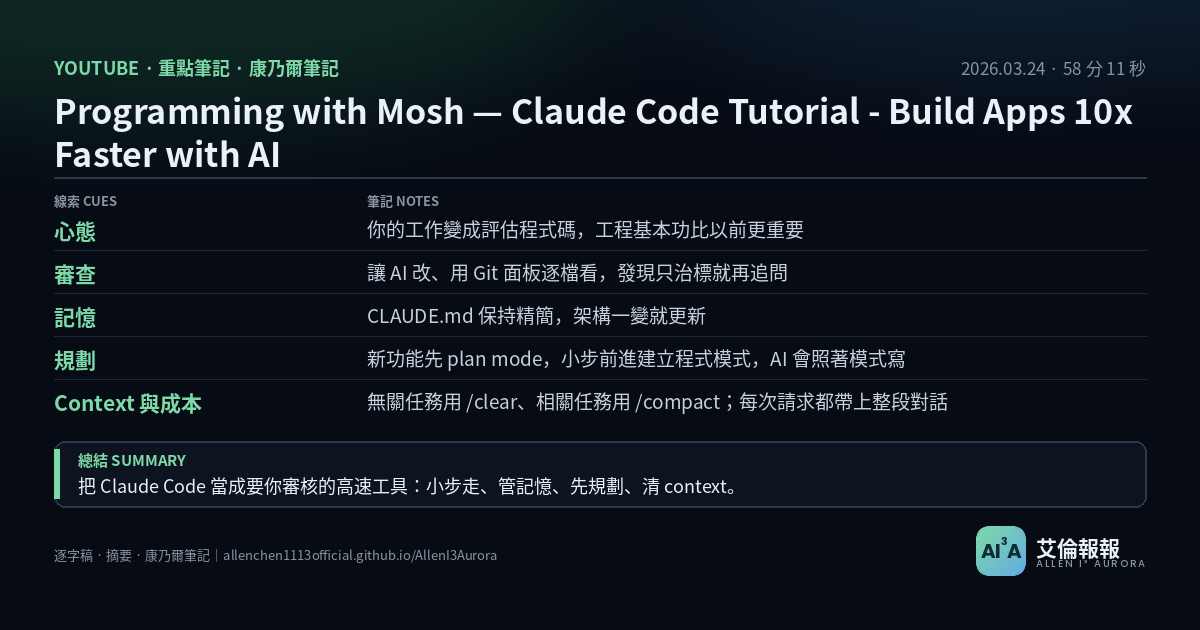 YOUTUBE · 重點筆記 · 康乃爾筆記
2026.03.24 · 58 分 11 秒
Programming with Mosh — Claude Code Tutorial - Build Apps 10x
Faster with AI
線索 CUES
筆記 NOTES
心態
你的工作變成評估程式碼，工程基本功比以前更重要
審查
讓 AI 改、用 Git 面板逐檔看，發現只治標就再追問
記憶
CLAUDE.md 保持精簡，架構一變就更新
規劃
新功能先 plan mode，小步前進建立程式模式，AI 會照著模式寫
Context 與成本
無關任務用 /clear、相關任務用 /compact；每次請求都帶上整段對話
總結 SUMMARY
把 Claude Code 當成要你審核的高速工具：小步走、管記憶、先規劃、清 context。
逐字稿 · 摘要 · 康乃爾筆記｜allenchen1113official.github.io/AllenI3Aurora
AI³A
艾倫報報
ALLEN I³ AURORA